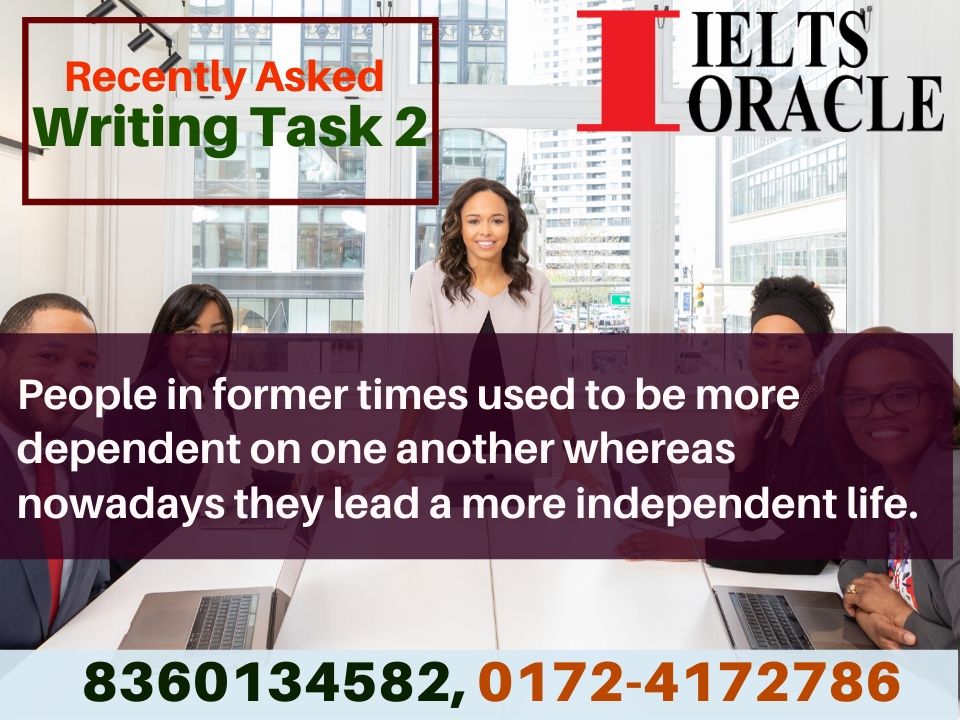 Recently Asked
Writing Task 2
IELTS
ORACLE
People in former times used to be more
dependent on one another whereas
nowadays they lead a more independent life.
8360134582, 0172-4172786